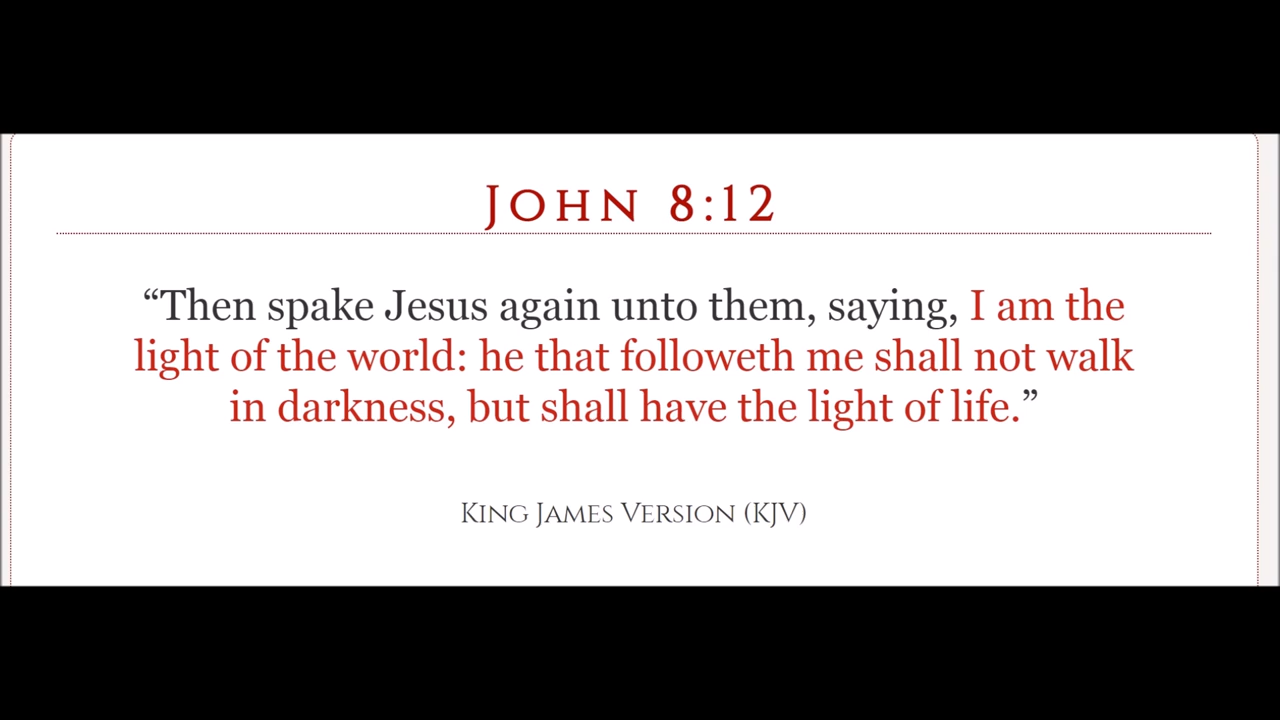 John 8:12
“Then spake Jesus again unto them, saying, I am the
light of the world: he that followeth me shall not walk
in darkness, but shall have the light of life.”
King James Version (KJV)